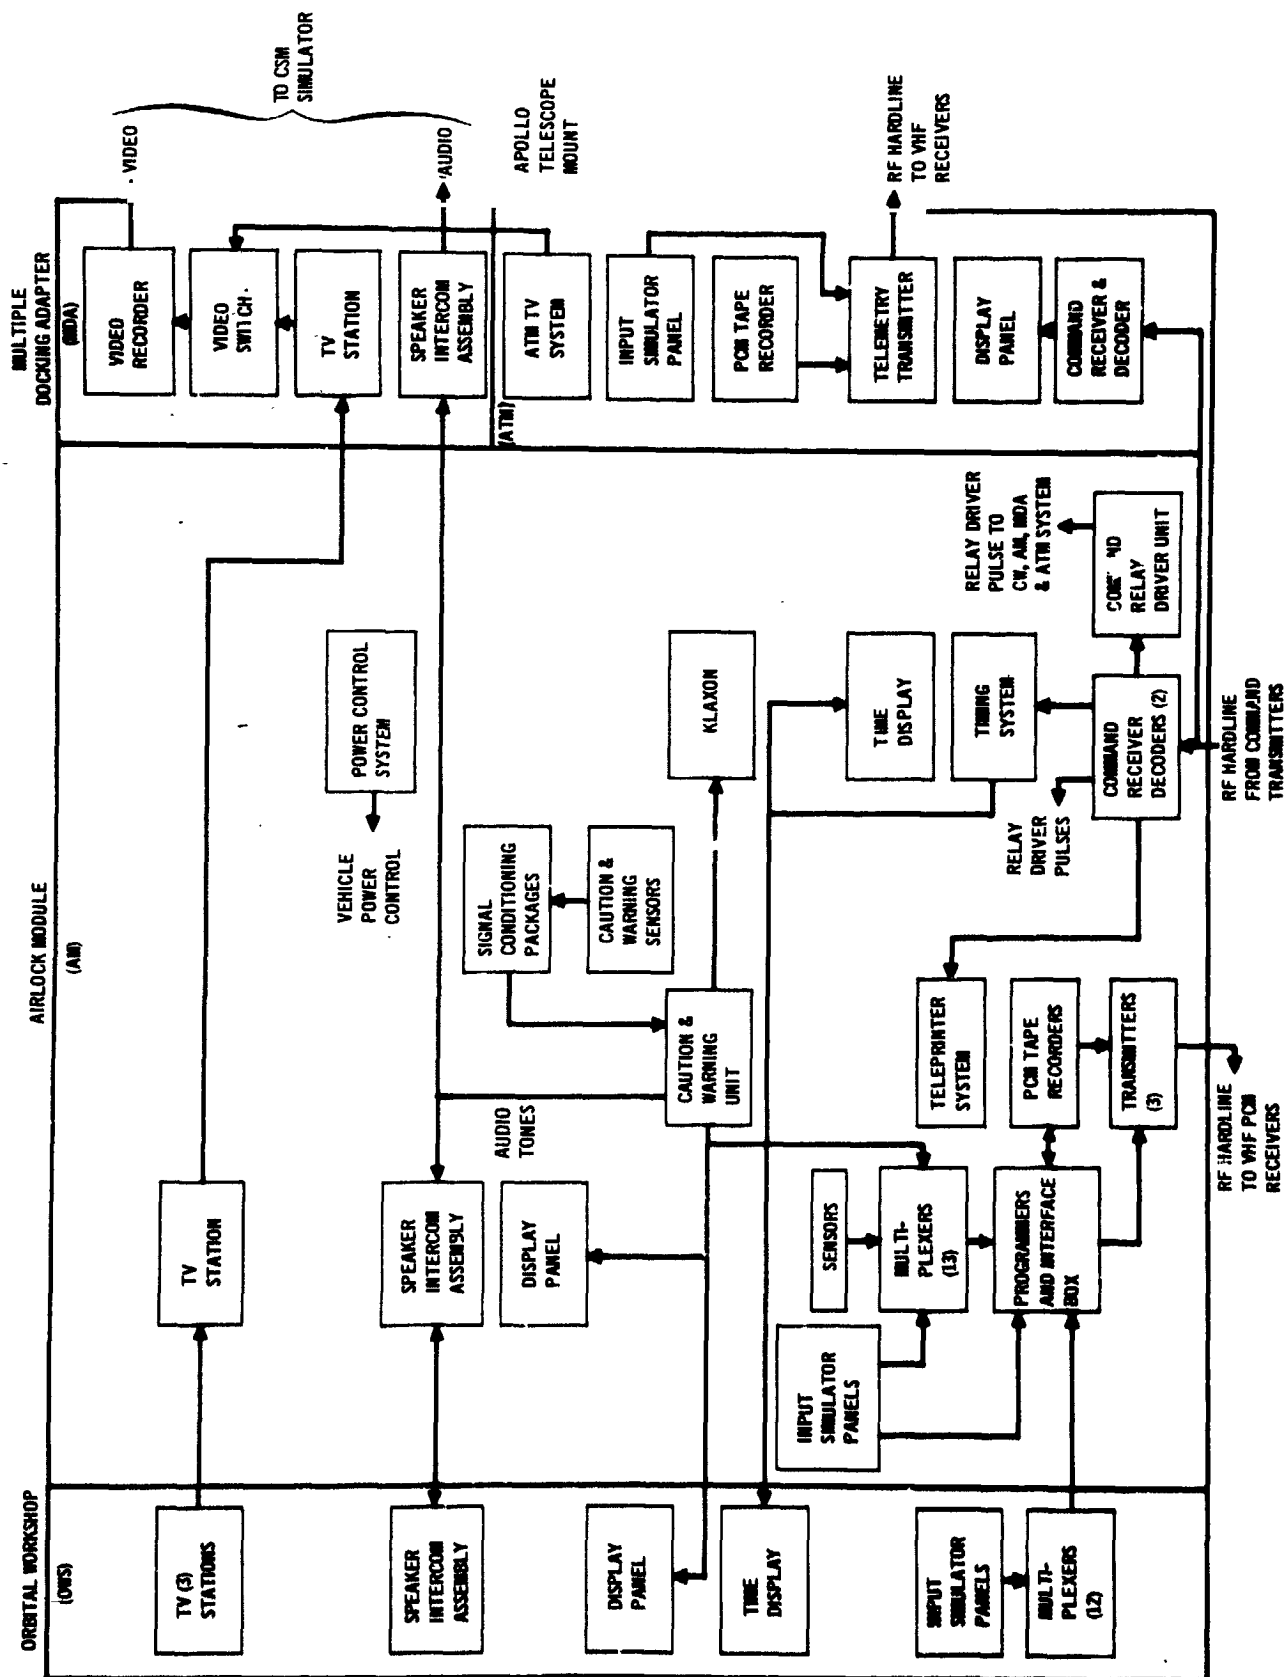 ORBITAL WORKSHOP
(OWS)
TV (3)
STATIONS
SPEAKER
INTERCOM
ASSEMBLY
DISPLAY
PANEL
TIME
DISPLAY
INPUT
SIMULATOR
PANELS
MULTI-
PLEXERS
(12)
AIRLOCK MODULE
(AM)
TV
STATION
SPEAKER
INTERCOM
ASSEMBLY
DISPLAY
PANEL
AUDIO
TONES
VEHICLE
POWER
CONTROL
POWER CONTROL
SYSTEM
SIGNAL
CONDITIONING
PACKAGES
CAUTION &
WARNING
SENSORS
CAUTION &
WARNING
UNIT
KLAXON
INPUT
SIMULATOR
PANELS
SENSORS
MULTI-
PLEXERS
(13)
PROGRAMMERS
AND INTERFACE
BOX
TELEPRINTER
SYSTEM
PCM TAPE
RECORDERS
TRANSMITTERS
(3)
RF HARDLINE
TO VHF PCM
RECEIVERS
TIME
DISPLAY
TIMING
SYSTEM
RELAY
DRIVER
PULSES
COMMAND
RECEIVER
DECODERS (2)
RF HARDLINE
FROM COMMAND
TRANSMITTERS
RELAY DRIVER
PULSE TO
CW, AM, MDA
& ATM SYSTEM
RELAY
DRIVER UNIT
MULTIPLE
DOCKING ADAPTER
(MDA)
VIDEO
RECORDER
VIDEO
SWITCH
TV
STATION
SPEAKER
INTERCOM
ASSEMBLY
VIDEO
AUDIO
TO CSM
SIMULATOR
APOLLO
TELESCOPE
MOUNT
(ATM)
ATM TV
SYSTEM
INPUT
SIMULATOR
PANEL
PCM TAPE
RECORDER
TELEMETRY
TRANSMITTER
RF HARDLINE
TO VHF
RECEIVERS
DISPLAY
PANEL
COMMAND
RECEIVER &
DECODER